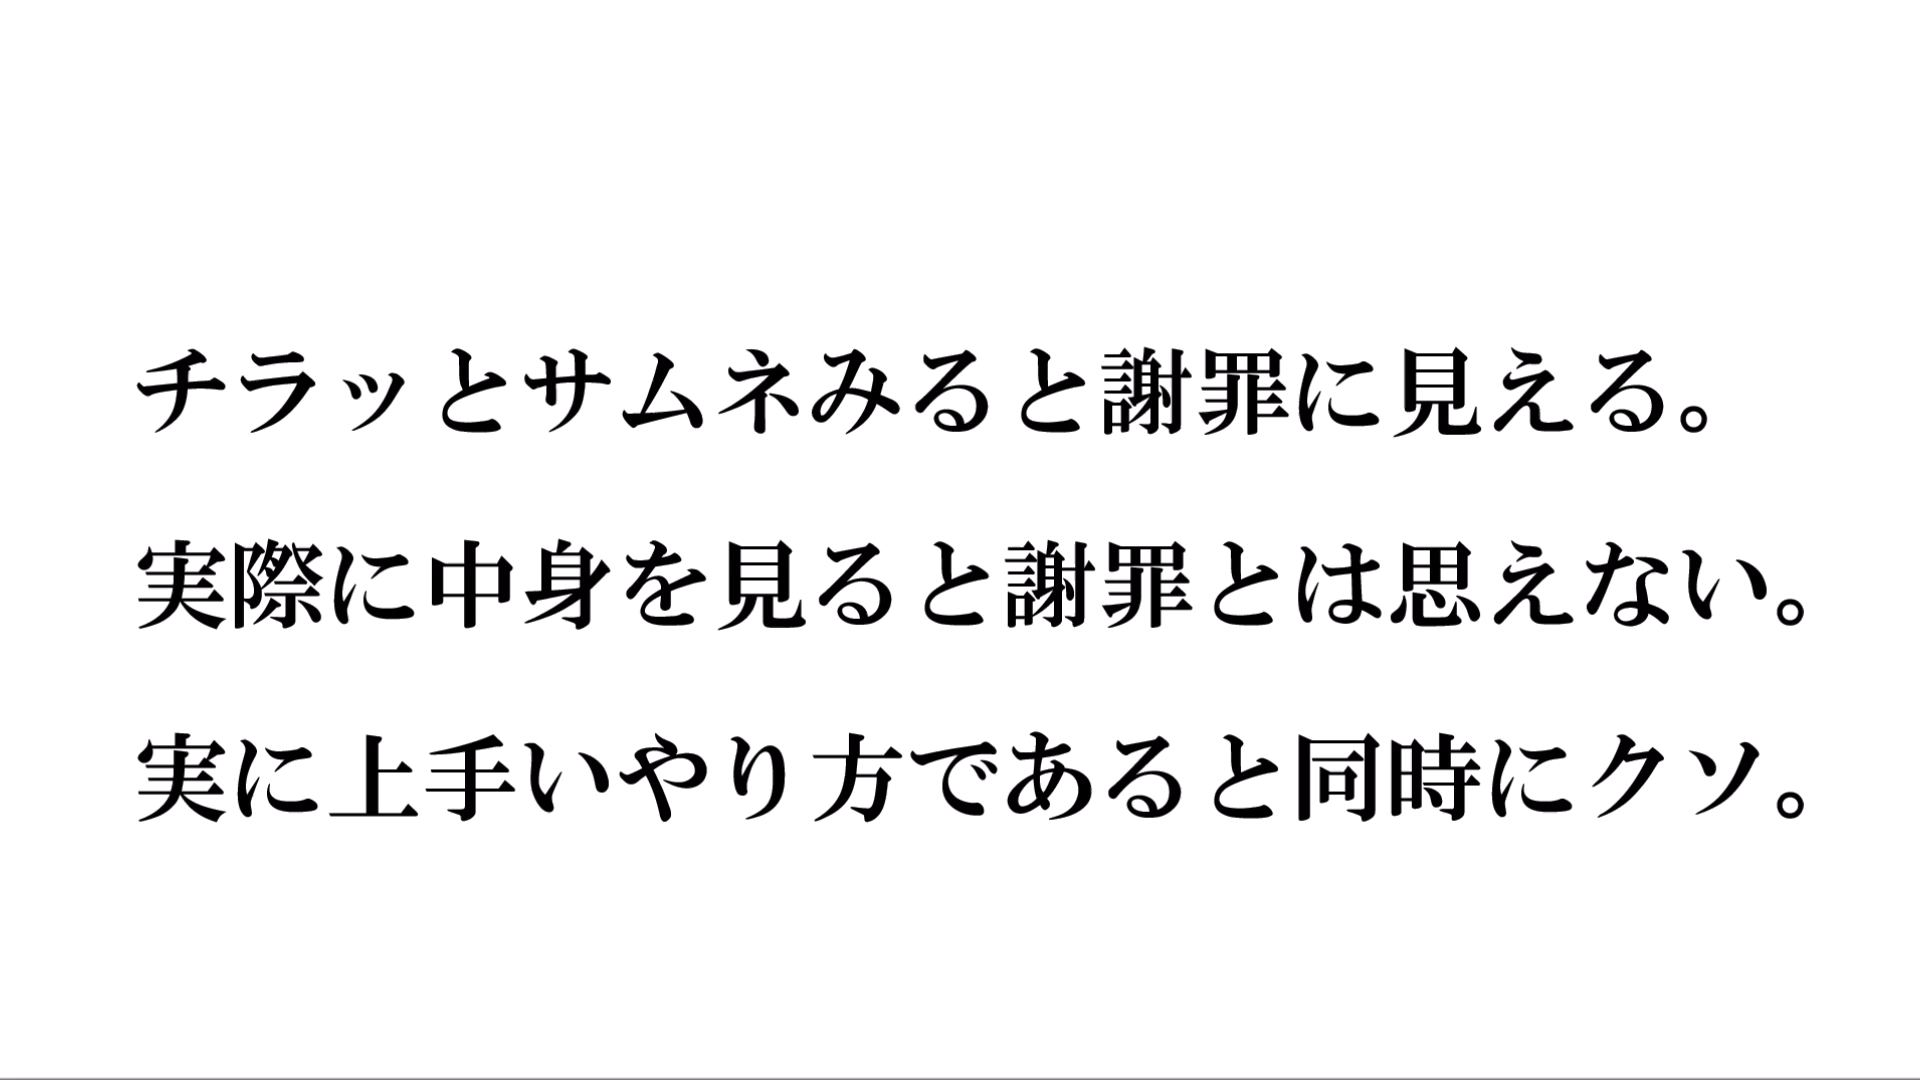 チラッとサムネみると謝罪に見える。
実際に中身を見ると謝罪とは思えない。
実に上手いやり方であると同時にクソ。